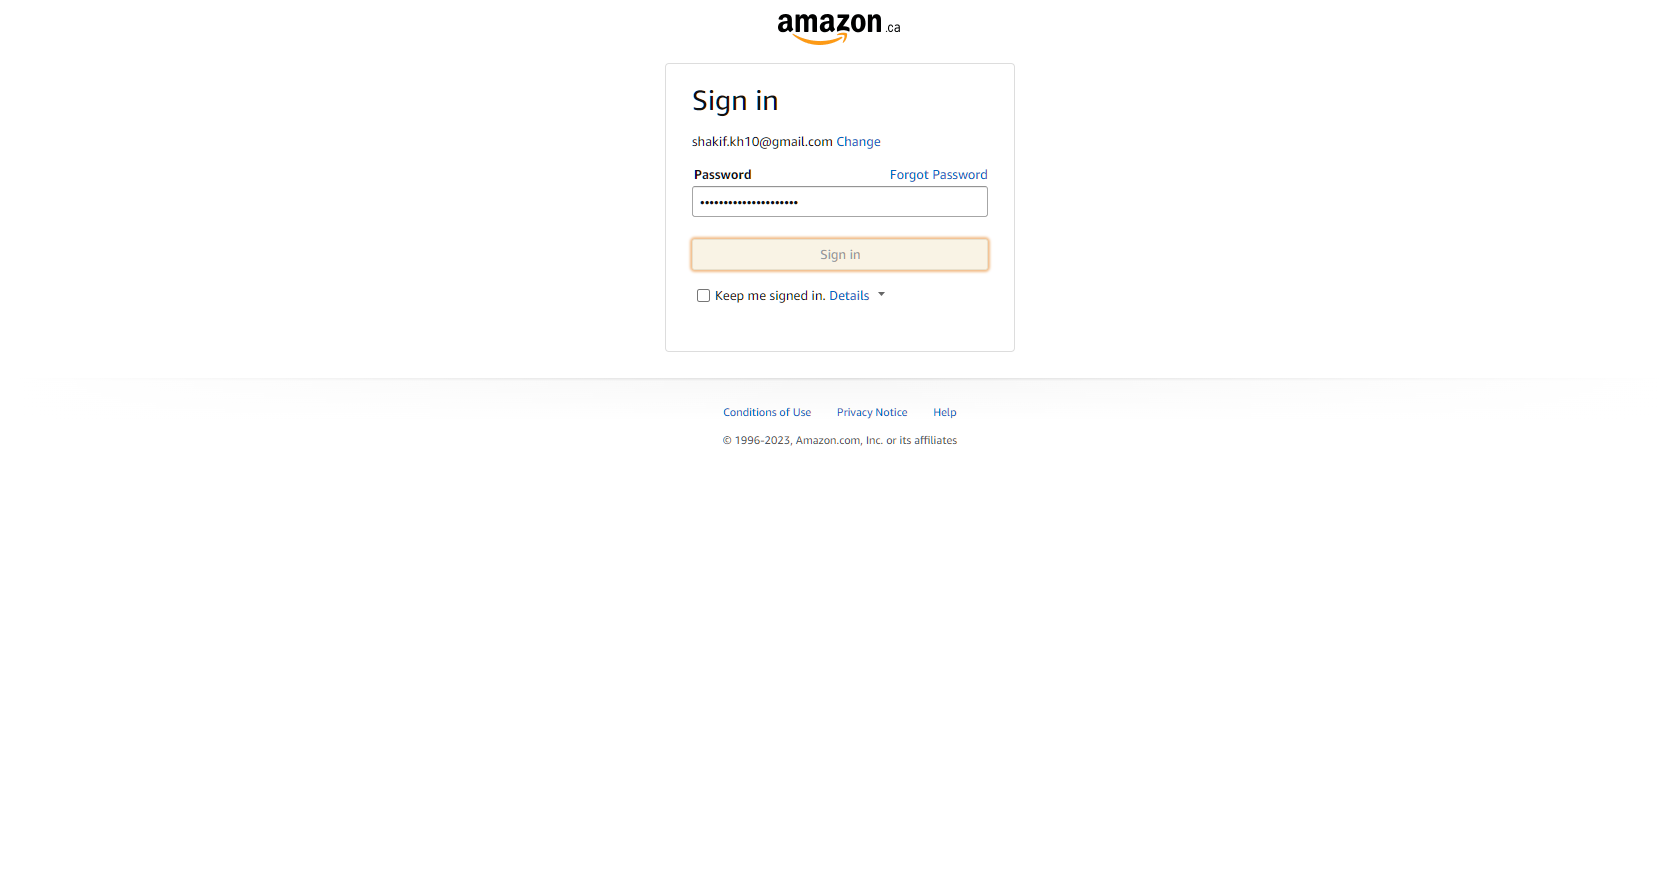 amazon.ca
Sign in
shakif.kh10@gmail.com Change
Password Forgot Password
•••••••••••••••••••••
Sign in
Keep me signed in. Details
Conditions of Use Privacy Notice Help
© 1996-2023, Amazon.com, Inc. or its affiliates